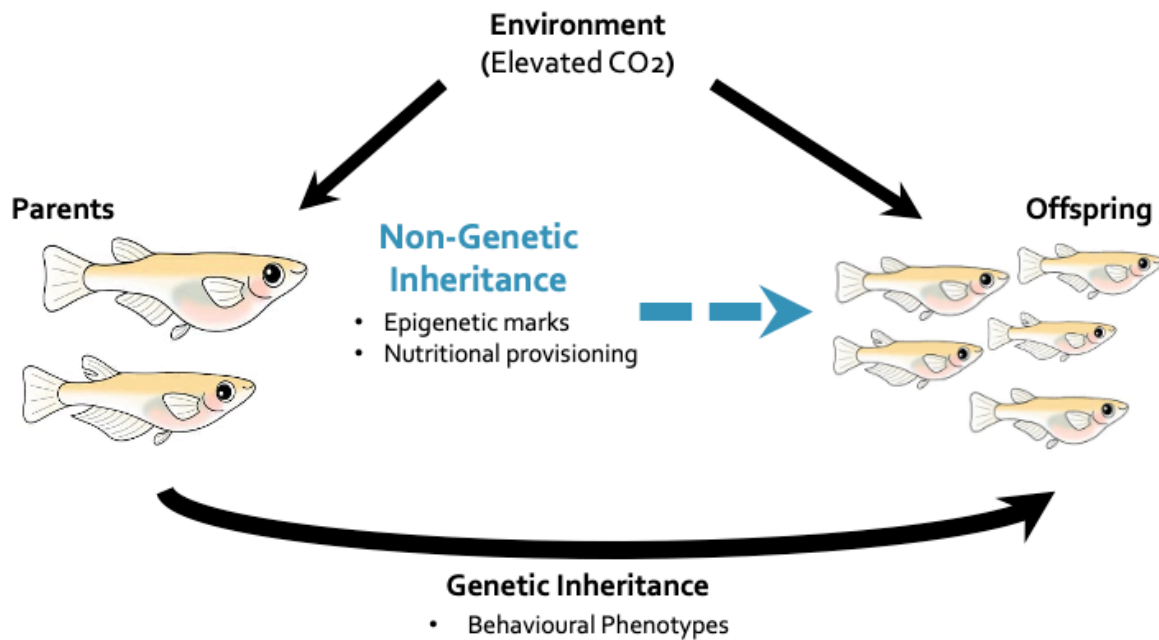 Environment
(Elevated CO2)
Parents
Offspring
Non-Genetic
Inheritance
• Epigenetic marks
• Nutritional provisioning
Genetic Inheritance
• Behavioural Phenotypes